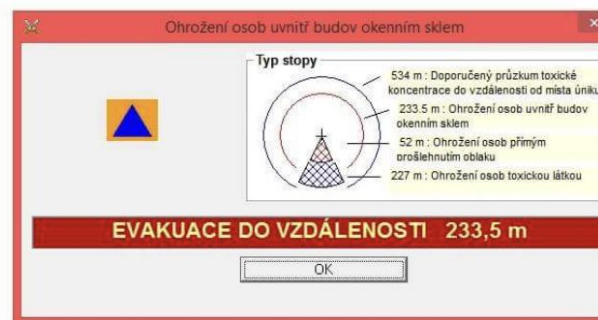 Ohrožení osob uvnitř budov okenním sklem
Typ stopy
534 m : Doporučený průzkum toxické
koncentrace do vzdálenosti od místa úniku
233.5 m : Ohrožení osob uvnitř budov
okenním sklem
52 m : Ohrožení osob přímým
prošlehnutím oblaku
227 m : Ohrožení osob toxickou látkou
EVAKUACE DO VZDÁLENOSTI 233,5 m
OK